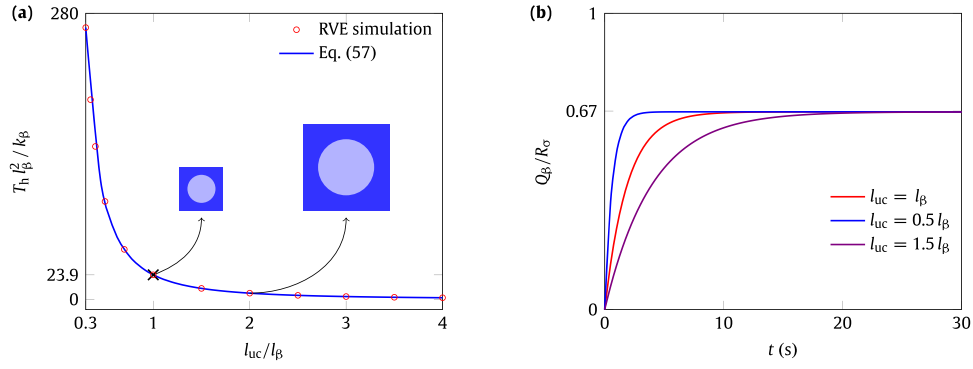 (a)
280
RVE simulation
Eq. (57)
T_h l_β^2 / k_β
23.9
0
0.3
1
2
3
4
l_uc/l_β
(b)
1
0.67
Q_β/R_σ
l_uc = l_β
l_uc = 0.5 l_β
l_uc = 1.5 l_β
0
0
10
20
30
t (s)